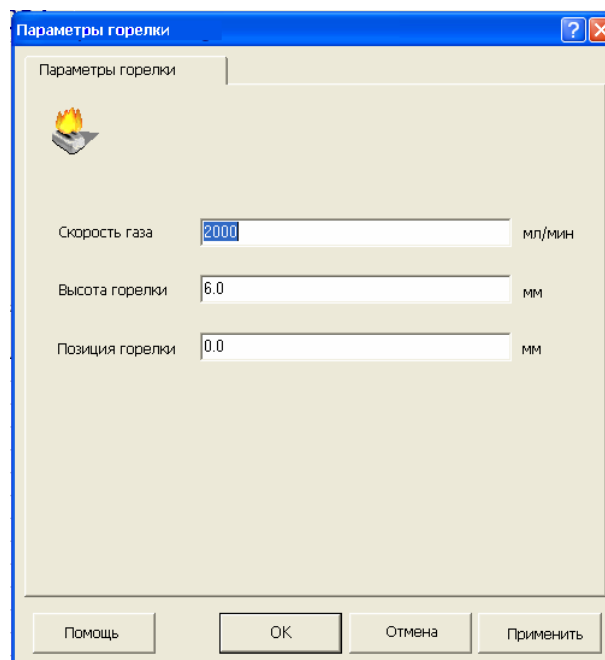 Параметры горелки
Параметры горелки
Скорость газа 2000 мл/мин
Высота горелки 6.0 мм
Позиция горелки 0.0 мм
Помощь OK Отмена Применить